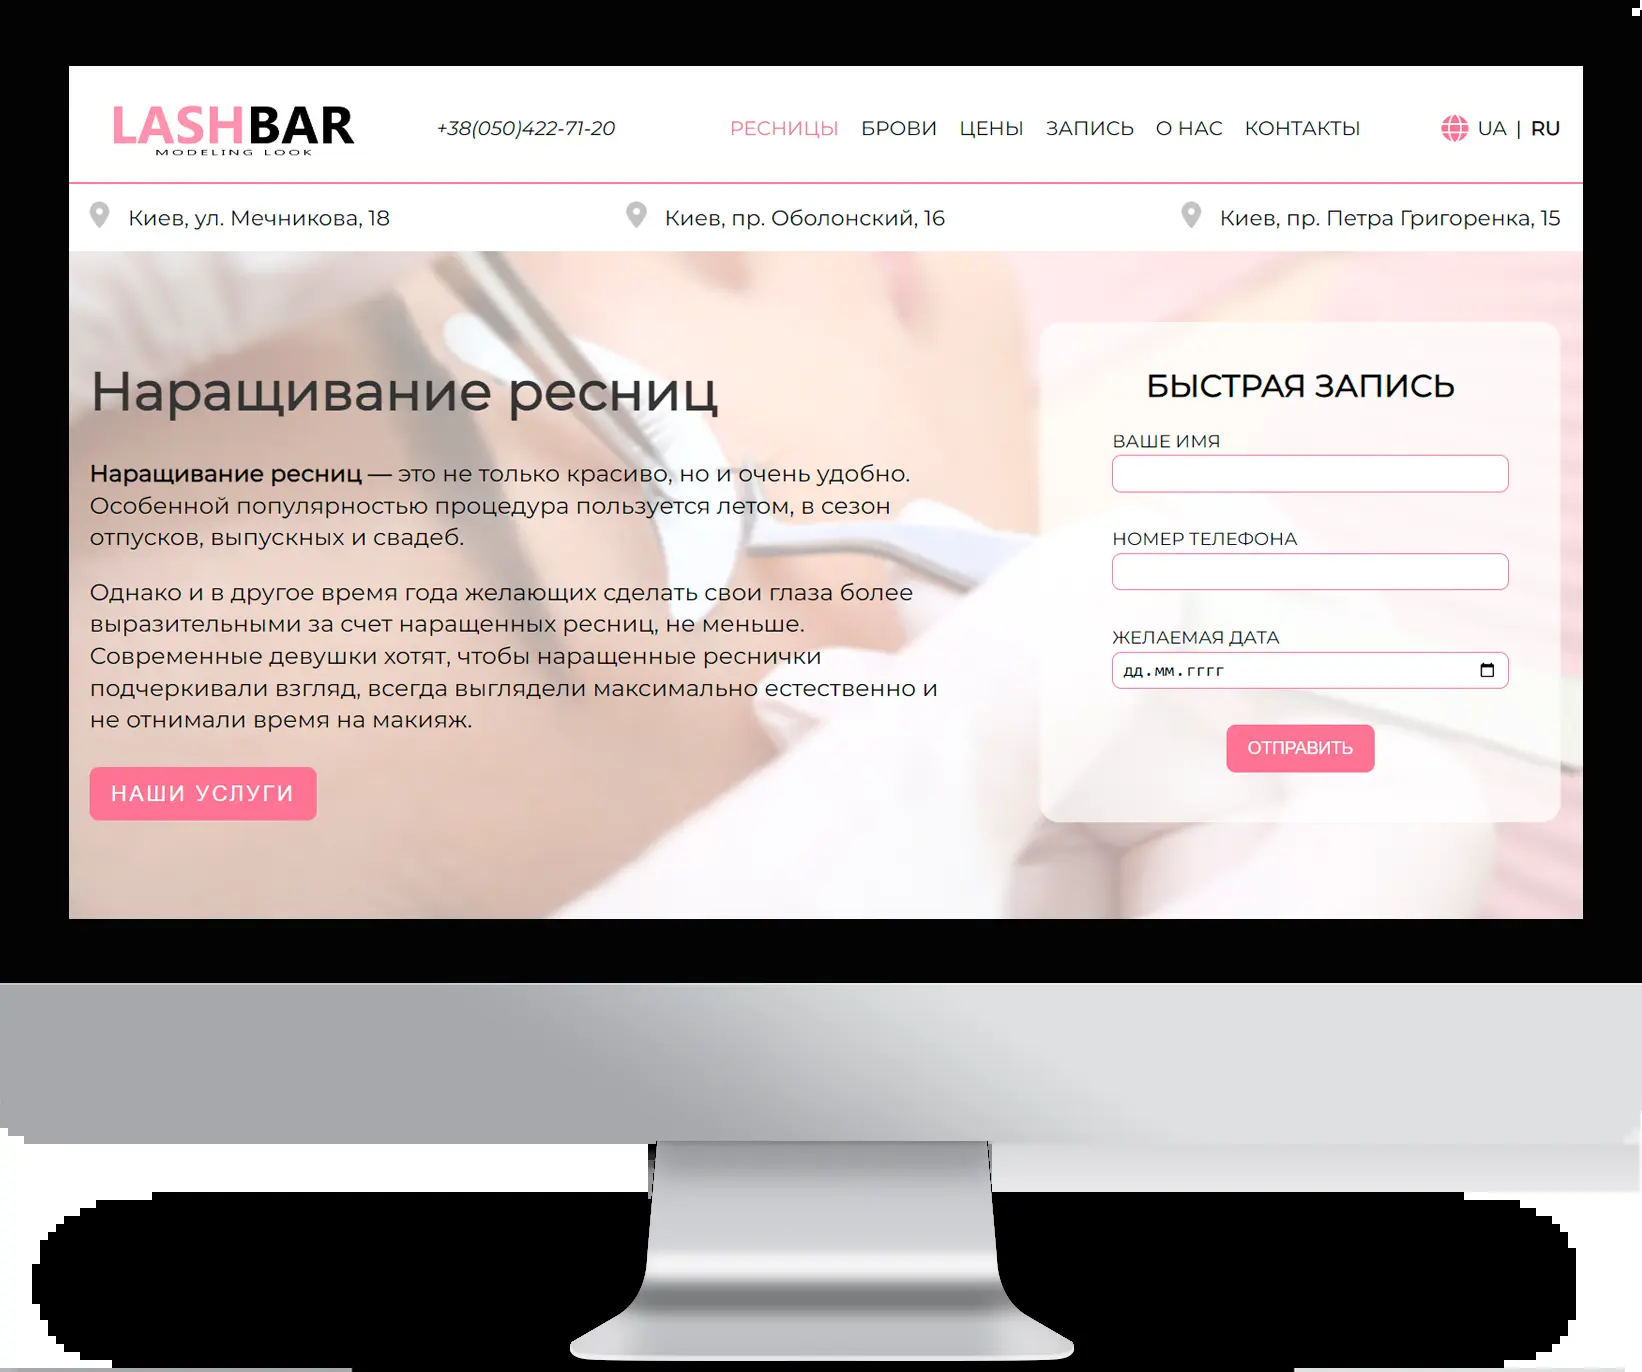 LASHBAR
MODELING LOOK
+38(050)422-71-20
РЕСНИЦЫ БРОВИ ЦЕНЫ ЗАПИСЬ О НАС КОНТАКТЫ
UA | RU
Киев, ул. Мечникова, 18
Киев, пр. Оболонский, 16
Киев, пр. Петра Григоренка, 15
Наращивание ресниц
Наращивание ресниц — это не только красиво, но и очень удобно.
Особенной популярностью процедура пользуется летом, в сезон
отпусков, выпускных и свадеб.
Однако и в другое время года желающих сделать свои глаза более
выразительными за счет наращенных ресниц, не меньше.
Современные девушки хотят, чтобы наращенные реснички
подчеркивали взгляд, всегда выглядели максимально естественно и
не отнимали время на макияж.
НАШИ УСЛУГИ
БЫСТРАЯ ЗАПИСЬ
ВАШЕ ИМЯ
НОМЕР ТЕЛЕФОНА
ЖЕЛАЕМАЯ ДАТА
дд.мм.гггг
ОТПРАВИТЬ